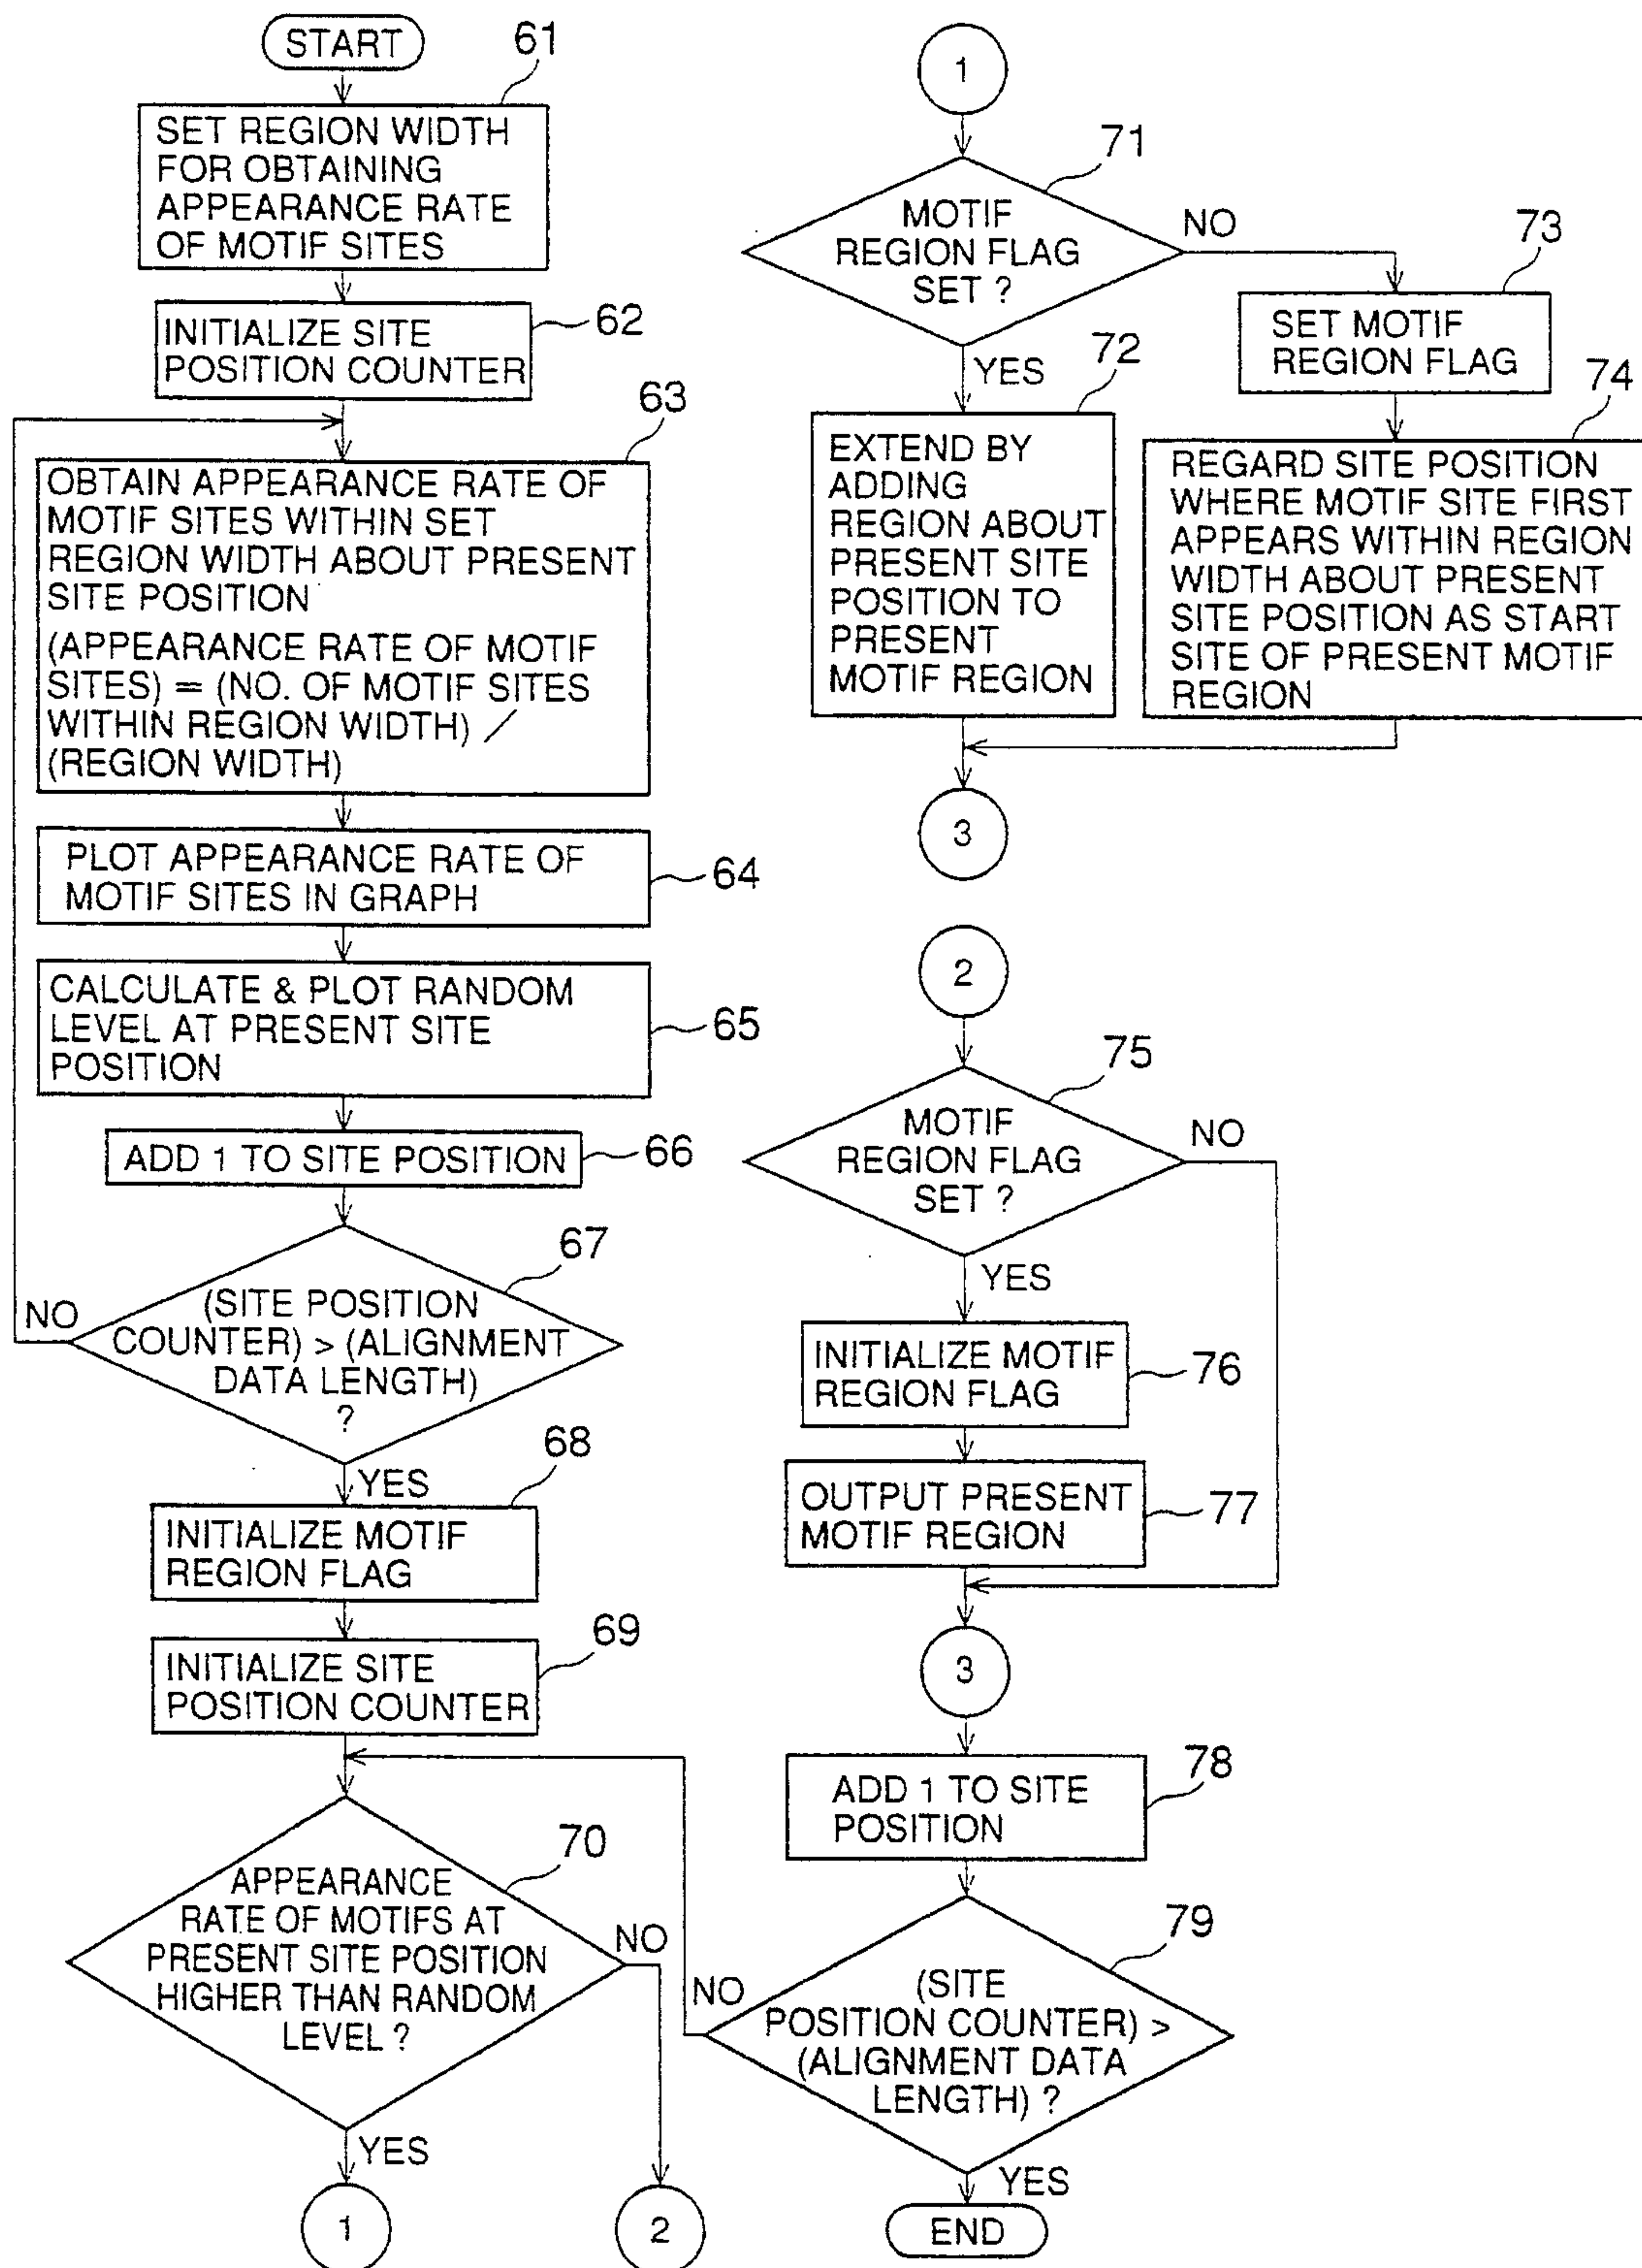 START
61
SET REGION WIDTH
FOR OBTAINING
APPEARANCE RATE
OF MOTIF SITES
INITIALIZE SITE
POSITION COUNTER
62
63
OBTAIN APPEARANCE RATE OF
MOTIF SITES WITHIN SET
REGION WIDTH ABOUT PRESENT
SITE POSITION
(APPEARANCE RATE OF MOTIF
SITES) = (NO. OF MOTIF SITES
WITHIN REGION WIDTH) /
(REGION WIDTH)
PLOT APPEARANCE RATE OF
MOTIF SITES IN GRAPH
64
CALCULATE & PLOT RANDOM
LEVEL AT PRESENT SITE
POSITION
65
ADD 1 TO SITE POSITION
66
67
(SITE POSITION
COUNTER) > (ALIGNMENT
DATA LENGTH)
?
NO
YES
68
INITIALIZE MOTIF
REGION FLAG
69
INITIALIZE SITE
POSITION COUNTER
70
APPEARANCE
RATE OF MOTIFS AT
PRESENT SITE POSITION
HIGHER THAN RANDOM
LEVEL ?
NO
YES
1
2
1
71
MOTIF
REGION FLAG
SET ?
NO
YES
73
SET MOTIF
REGION FLAG
72
EXTEND BY
ADDING
REGION ABOUT
PRESENT SITE
POSITION TO
PRESENT
MOTIF REGION
74
REGARD SITE POSITION
WHERE MOTIF SITE FIRST
APPEARS WITHIN REGION
WIDTH ABOUT PRESENT
SITE POSITION AS START
SITE OF PRESENT MOTIF
REGION
3
2
75
MOTIF
REGION FLAG
SET ?
NO
YES
INITIALIZE MOTIF
REGION FLAG
76
OUTPUT PRESENT
MOTIF REGION
77
3
78
ADD 1 TO SITE
POSITION
79
(SITE
POSITION COUNTER) >
(ALIGNMENT DATA
LENGTH) ?
NO
YES
END